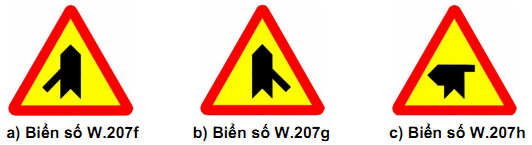 a) Biển số W.207f
b) Biển số W.207g
c) Biển số W.207h